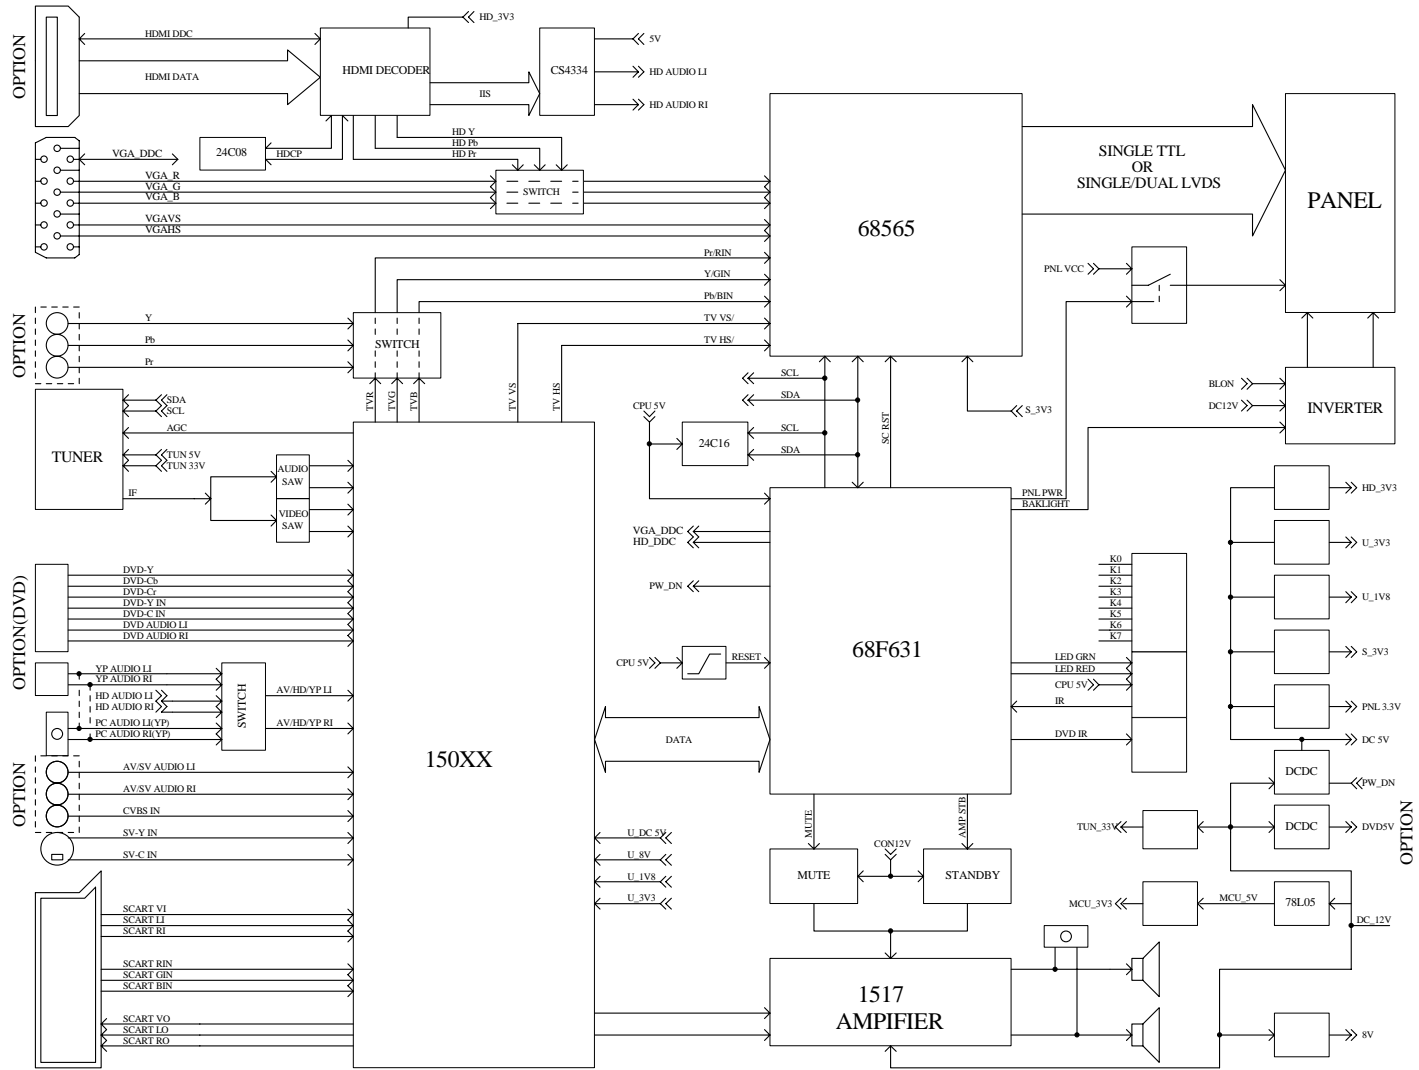 OPTION
HDMI DDC
HDMI DATA
HDMI DECODER
HD_3V3
IIS
CS4334
5V
HD AUDIO LI
HD AUDIO RI
24C08
HDCP
HD Y
HD Pb
HD Pr
VGA_DDC
VGA_R
VGA_G
VGA_B
VGAVS
VGAHS
SWITCH
68565
SINGLE TTL
OR
SINGLE/DUAL LVDS
PANEL
Pr/RIN
Y/GIN
Pb/BIN
TV VS/
TV HS/
PNL VCC
OPTION
Y
Pb
Pr
SWITCH
TVR
TVG
TVB
TV VS
TV HS
SCL
SDA
CPU 5V
24C16
SCL
SDA
SC RST
S_3V3
BLON
DC12V
INVERTER
TUNER
SDA
SCL
AGC
TUN 5V
TUN 33V
IF
AUDIO
SAW
VIDEO
SAW
PNL PWR
BAKLIGHT
VGA_DDC
HD_DDC
PW_DN
CPU 5V
RESET
68F631
K0
K1
K2
K3
K4
K5
K6
K7
LED GRN
LED RED
CPU 5V
IR
DVD IR
HD_3V3
U_3V3
U_1V8
S_3V3
PNL 3.3V
DC 5V
DCDC
PW_DN
OPTION(DVD)
DVD-Y
DVD-Cb
DVD-Cr
DVD-Y IN
DVD-C IN
DVD AUDIO LI
DVD AUDIO RI
YP AUDIO LI
YP AUDIO RI
HD AUDIO LI
HD AUDIO RI
PC AUDIO LI(YP)
PC AUDIO RI(YP)
SWITCH
AV/HD/YP LI
AV/HD/YP RI
150XX
DATA
OPTION
AV/SV AUDIO LI
AV/SV AUDIO RI
CVBS IN
SV-Y IN
SV-C IN
U_DC 5V
U_8V
U_1V8
U_3V3
MUTE
AMP STB
CON12V
MUTE
STANDBY
TUN_33V
DCDC
DVD5V
OPTION
MCU_3V3
MCU_5V
78L05
DC_12V
SCART VI
SCART LI
SCART RI
SCART RIN
SCART GIN
SCART BIN
SCART VO
SCART LO
SCART RO
1517
AMPIFIER
8V